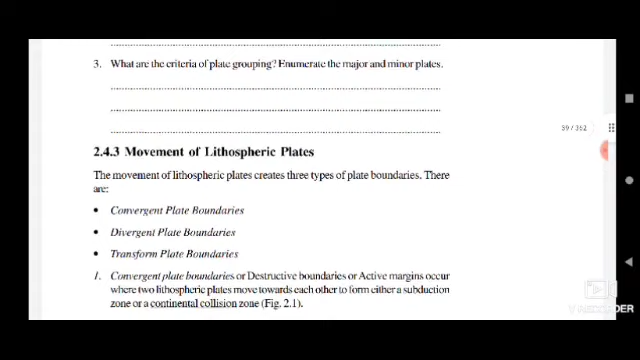 3. What are the criteria of plate grouping? Enumerate the major and minor plates.
2.4.3 Movement of Lithospheric Plates
The movement of lithospheric plates creates three types of plate boundaries. There
are:
• Convergent Plate Boundaries
• Divergent Plate Boundaries
• Transform Plate Boundaries
1. Convergent plate boundaries or Destructive boundaries or Active margins occur
where two lithospheric plates move towards each other to form either a subduction
zone or a continental collision zone (Fig. 2.1).
39 / 362